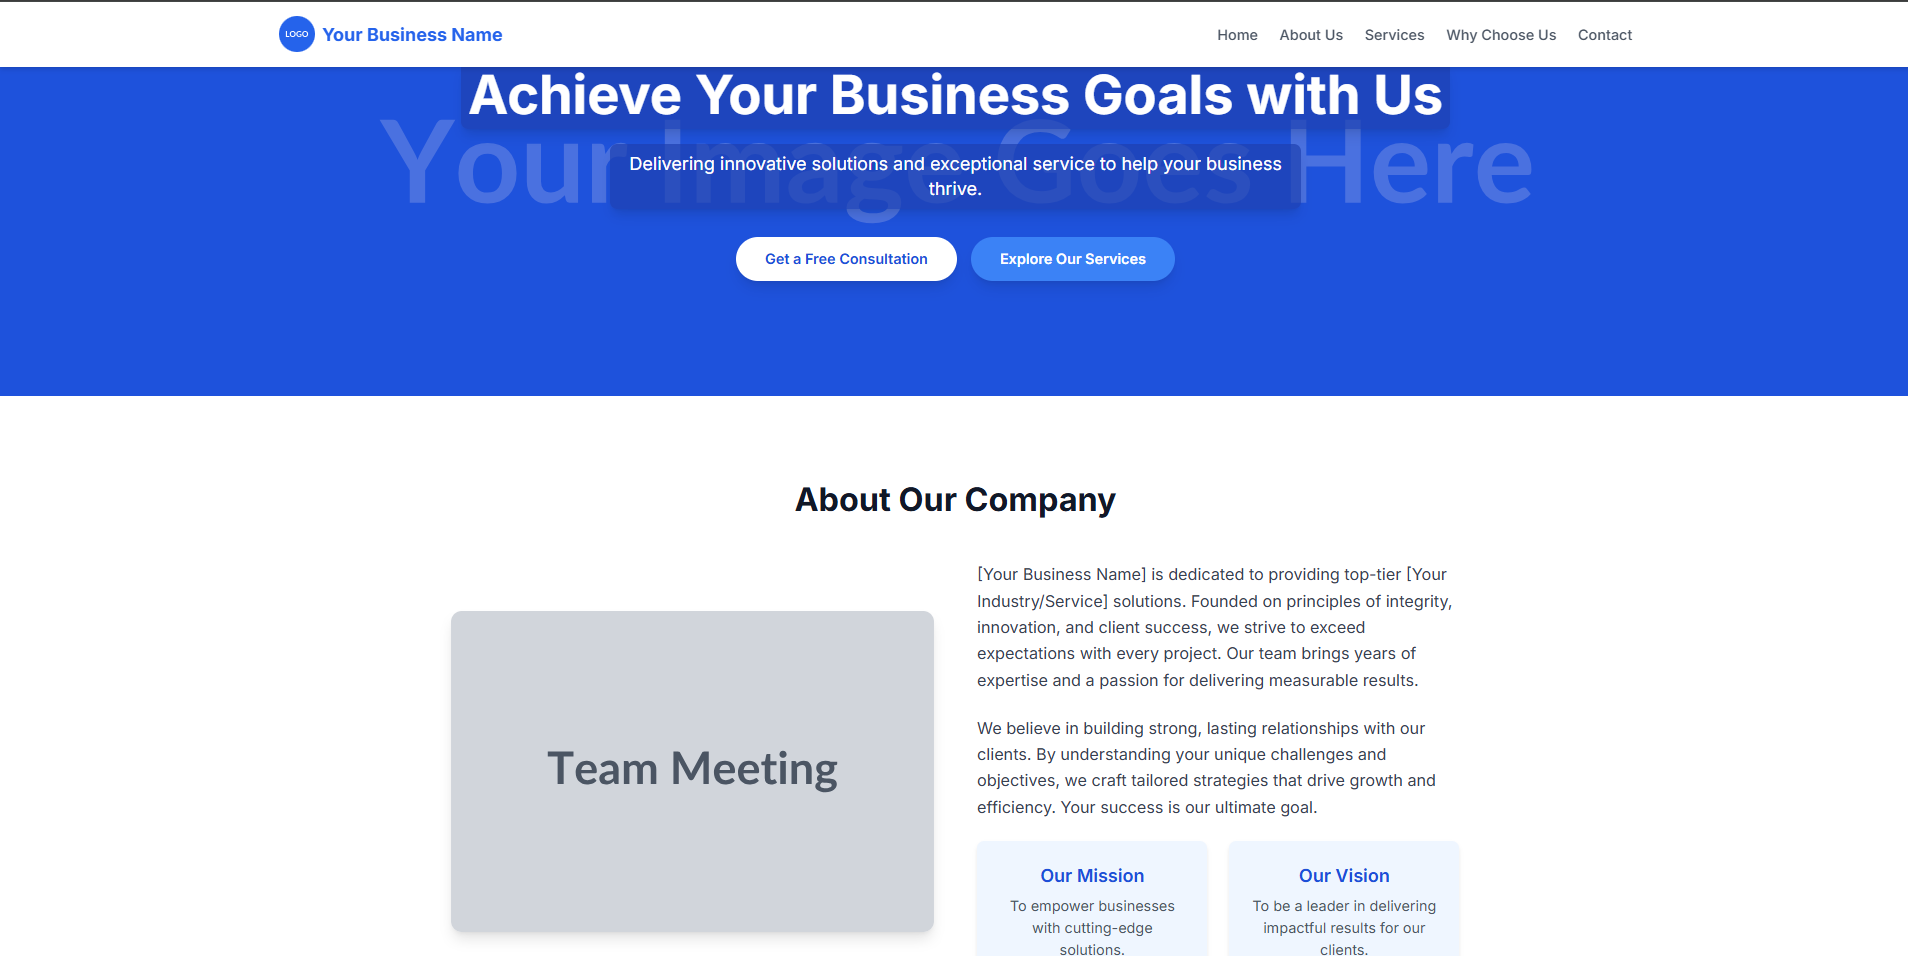 LOGO
Your Business Name
Home
About Us
Services
Why Choose Us
Contact
Achieve Your Business Goals with Us
Your Image Goes Here
Delivering innovative solutions and exceptional service to help your business
thrive.
Get a Free Consultation
Explore Our Services
About Our Company
Team Meeting
[Your Business Name] is dedicated to providing top-tier [Your
Industry/Service] solutions. Founded on principles of integrity,
innovation, and client success, we strive to exceed
expectations with every project. Our team brings years of
expertise and a passion for delivering measurable results.
We believe in building strong, lasting relationships with our
clients. By understanding your unique challenges and
objectives, we craft tailored strategies that drive growth and
efficiency. Your success is our ultimate goal.
Our Mission
To empower businesses
with cutting-edge
solutions.
Our Vision
To be a leader in delivering
impactful results for our
clients.